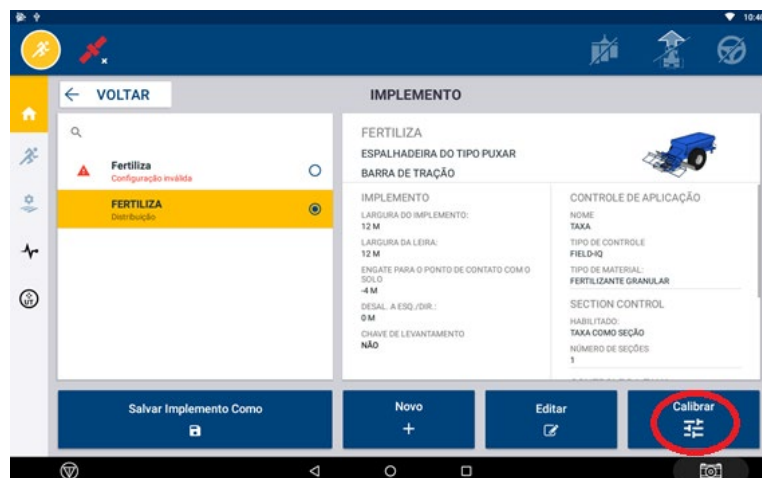 10:40
VOLTAR
IMPLEMENTO
Fertiliza
Configuração inválida
FERTILIZA
Distribuição
FERTILIZA
ESPALHADEIRA DO TIPO PUXAR
BARRA DE TRAÇÃO
IMPLEMENTO
LARGURA DO IMPLEMENTO:
12 M
LARGURA DA LEIRA:
12 M
ENGATE PARA O PONTO DE CONTATO COM O
SOLO
-4 M
DESAL. A ESQ./DIR.:
0 M
CHAVE DE LEVANTAMENTO
NÃO
CONTROLE DE APLICAÇÃO
NOME
TAXA
TIPO DE CONTROLE
FIELD-IQ
TIPO DE MATERIAL:
FERTILIZANTE GRANULAR
SECTION CONTROL
HABILITADO:
TAXA COMO SEÇÃO
NÚMERO DE SEÇÕES
1
UT
Salvar Implemento Como
Novo
Editar
Calibrar